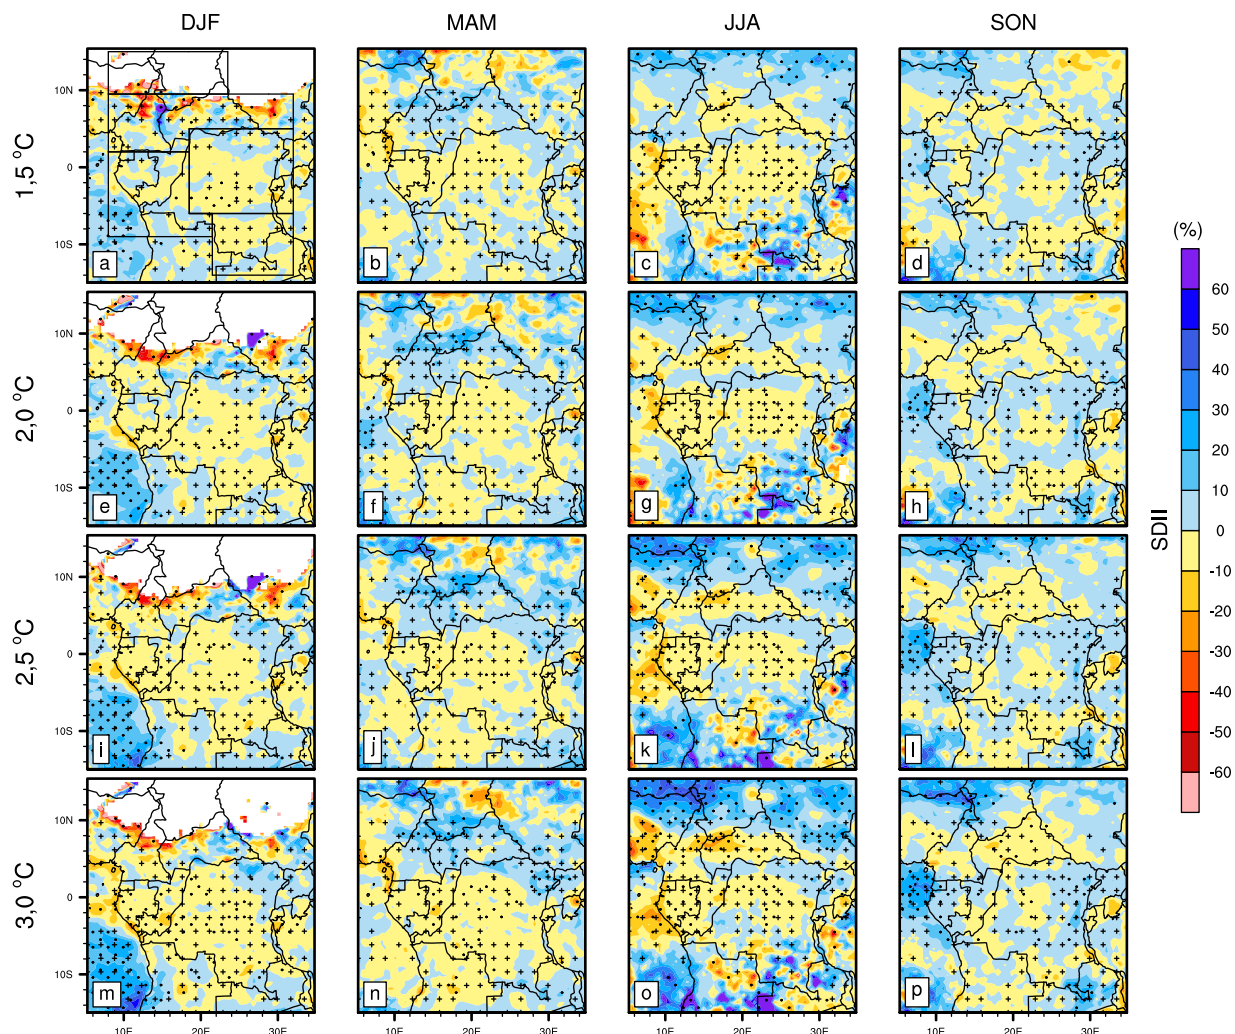 DJF MAM JJA SON
1,5 °C
10N
0
10S
a b c d
(%)
2,0 °C
10N
0
10S
e f g h
60
50
40
30
20
10
0
-10
-20
-30
-40
-50
-60
SDII
2,5 °C
10N
0
10S
i j k l
3,0 °C
10N
0
10S
m n o p
10E 20E 30E 10E 20E 30E 10E 20E 30E 10E 20E 30E